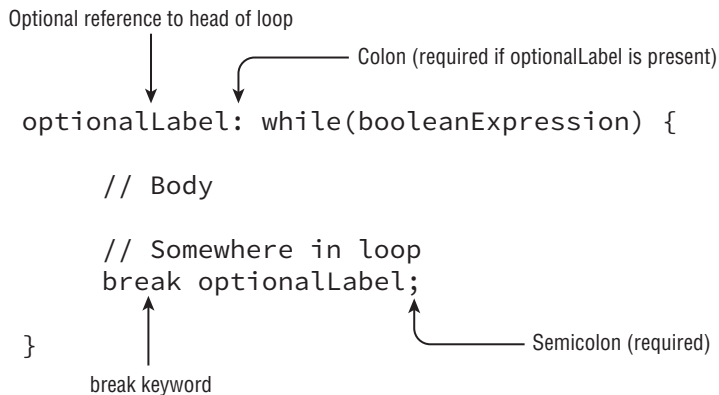 Optional reference to head of loop
Colon (required if optionalLabel is present)
optionalLabel: while(booleanExpression) {
// Body
// Somewhere in loop
break optionalLabel;
}
Semicolon (required)
break keyword